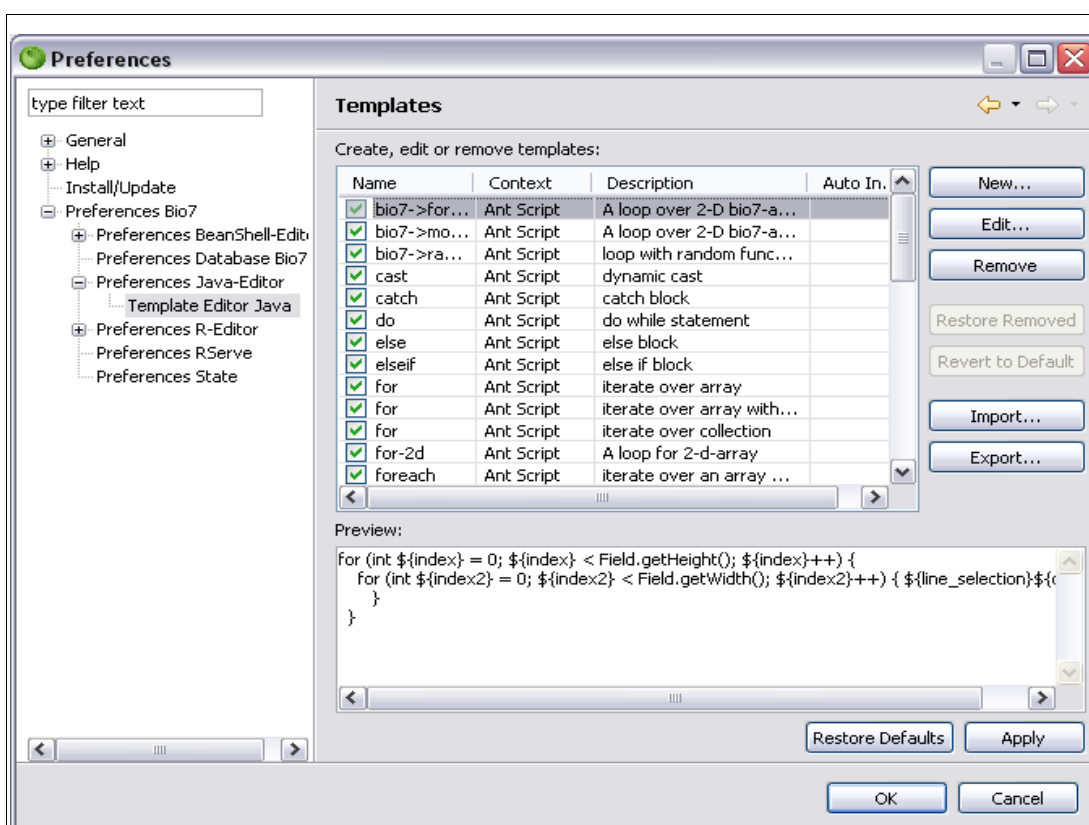 Preferences
type filter text
General
Help
Install/Update
Preferences Bio7
Preferences BeanShell-Edit
Preferences Database Bio7
Preferences Java-Editor
Template Editor Java
Preferences R-Editor
Preferences RServe
Preferences State
Templates
Create, edit or remove templates:
Name Context Description Auto In.
bio7->for... Ant Script A loop over 2-D bio7-a...
bio7->mo... Ant Script A loop over 2-D bio7-a...
bio7->ra... Ant Script loop with random func...
cast Ant Script dynamic cast
catch Ant Script catch block
do Ant Script do while statement
else Ant Script else block
elseif Ant Script else if block
for Ant Script iterate over array
for Ant Script iterate over array with...
for Ant Script iterate over collection
for-2d Ant Script A loop for 2-d-array
foreach Ant Script iterate over an array ...
New...
Edit...
Remove
Restore Removed
Revert to Default
Import...
Export...
Preview:
for (int ${index} = 0; ${index} < Field.getHeight(); ${index}++) {
for (int ${index2} = 0; ${index2} < Field.getWidth(); ${index2}++) { ${line_selection}${
}
}
Restore Defaults Apply
OK Cancel